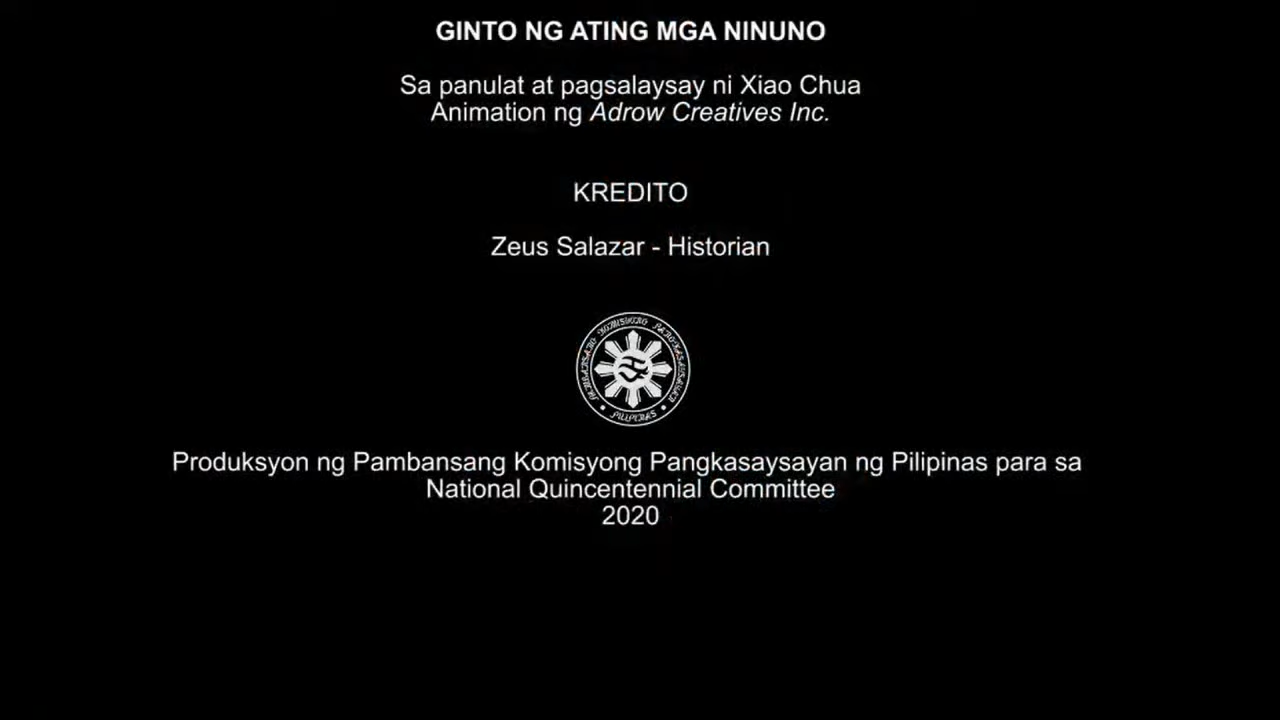 GINTO NG ATING MGA NINUNO
Sa panulat at pagsalaysay ni Xiao Chua
Animation ng Adrow Creatives Inc.
KREDITO
Zeus Salazar - Historian
PILIPINAS
Produksyon ng Pambansang Komisyong Pangkasaysayan ng Pilipinas para sa
National Quincentennial Committee
2020